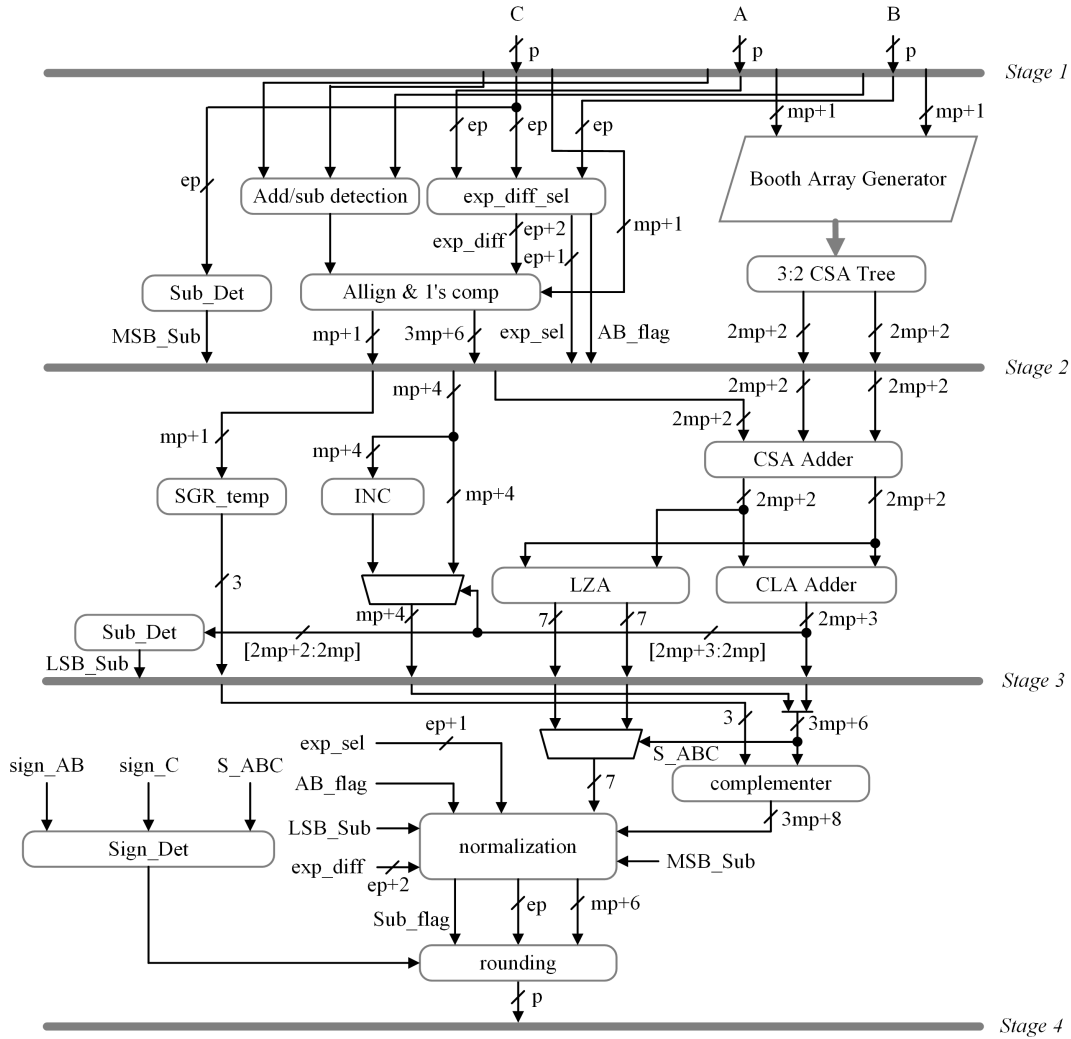 C A B
p p p
Stage 1
ep ep ep mp+1 mp+1
ep
Add/sub detection
exp_diff_sel
Booth Array Generator
exp_diff
ep+2
ep+1
mp+1
Sub_Det
Allign & 1's comp
3:2 CSA Tree
MSB_Sub
mp+1
3mp+6
exp_sel
AB_flag
2mp+2
2mp+2
Stage 2
mp+4
2mp+2
2mp+2
2mp+2
mp+1
mp+4
CSA Adder
SGR_temp
INC
mp+4
2mp+2
2mp+2
3
LZA
CLA Adder
mp+4
7
7
2mp+3
Sub_Det
[2mp+2:2mp]
[2mp+3:2mp]
LSB_Sub
Stage 3
3
3mp+6
ep+1
exp_sel
S_ABC
sign_AB
sign_C
S_ABC
AB_flag
7
complementer
LSB_Sub
3mp+8
Sign_Det
normalization
exp_diff
ep+2
MSB_Sub
Sub_flag
ep
mp+6
rounding
p
Stage 4